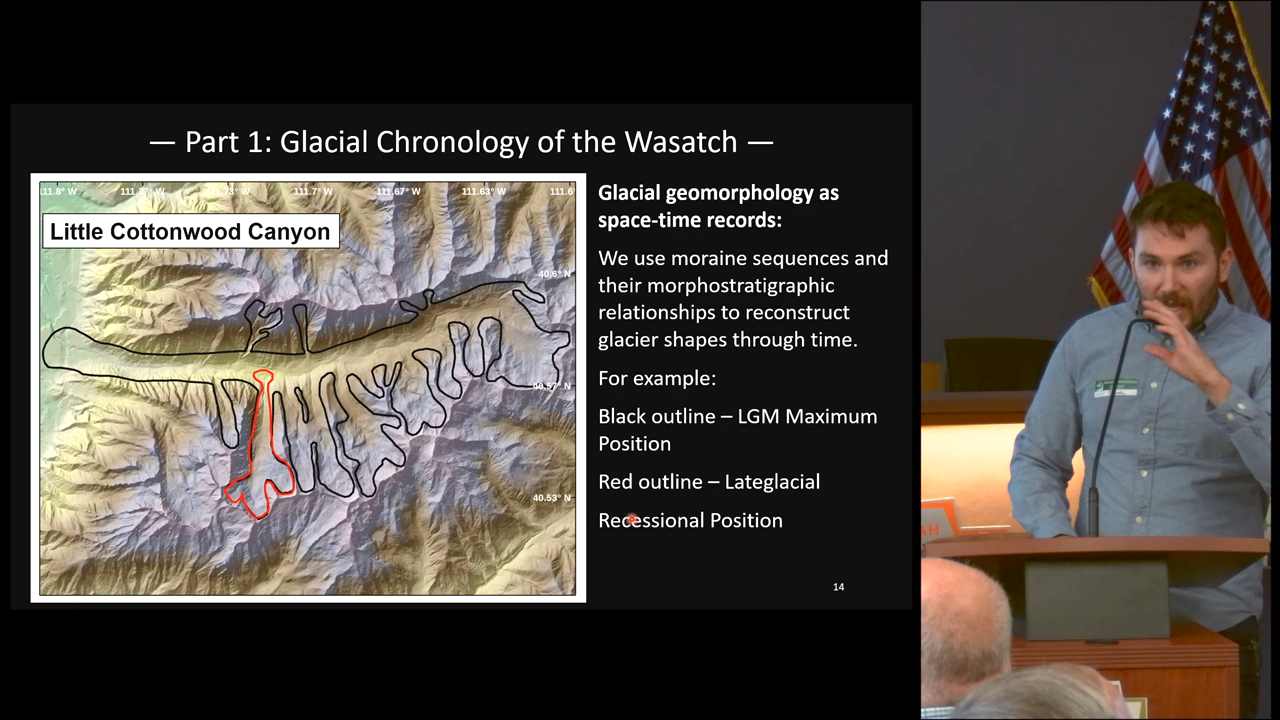 — Part 1: Glacial Chronology of the Wasatch —
111.7° W
111.67° W
111.63° W
Little Cottonwood Canyon
40.6° N
40.57° N
40.53° N
Glacial geomorphology as
space-time records:
We use moraine sequences and
their morphostratigraphic
relationships to reconstruct
glacier shapes through time.
For example:
Black outline – LGM Maximum
Position
Red outline – Lateglacial
Recessional Position
14